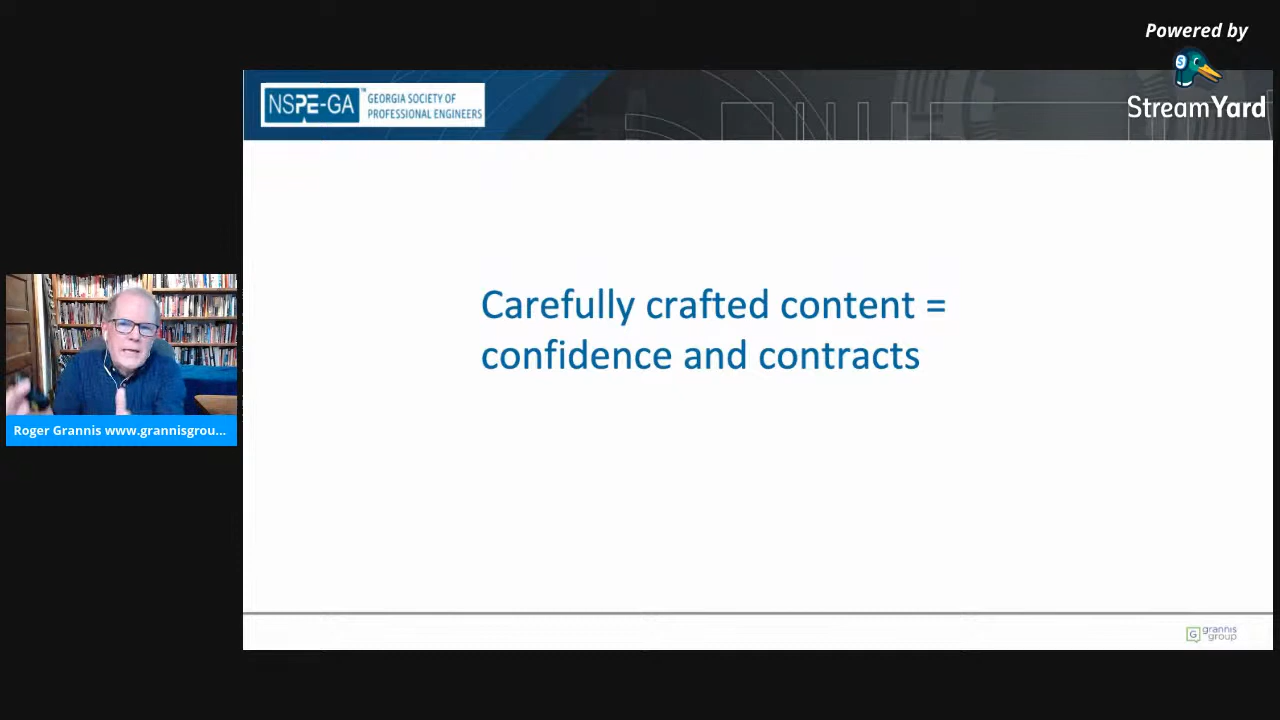 Powered by
StreamYard
NSPE-GA™ GEORGIA SOCIETY OF
PROFESSIONAL ENGINEERS
Carefully crafted content =
confidence and contracts
Roger Grannis www.grannisgrou...
G grannis
group